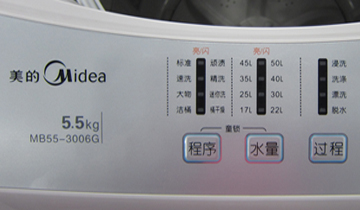 美的 Midea
5.5kg
MB55-3006G
亮/闪 亮/闪
标准 顽渍 45L 50L 浸洗
速洗 精洗 35L 40L 洗涤
大物 迷你洗 25L 30L 漂洗
洁桶 桶干燥 17L 22L 脱水
童锁
程序 水量 过程